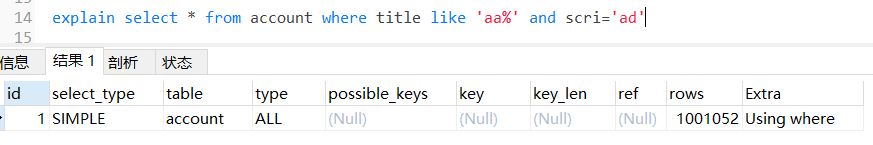 14 explain select * from account where title like 'aa%' and scri='ad'
15
信息 结果 1 剖析 状态
id select_type table type possible_keys key key_len ref rows Extra
1 SIMPLE account ALL (Null) (Null) (Null) (Null) 1001052 Using where